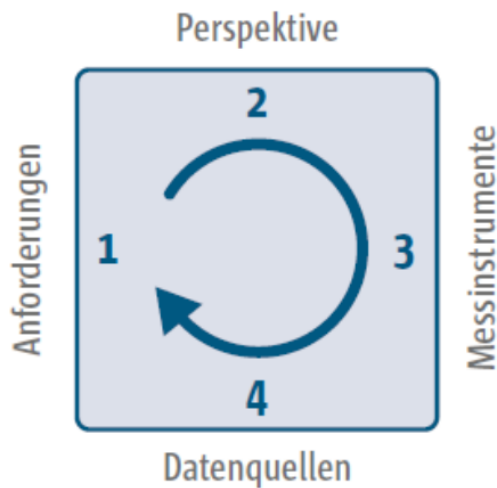 Perspektive
2
Anforderungen
1
3
Messinstrumente
4
Datenquellen